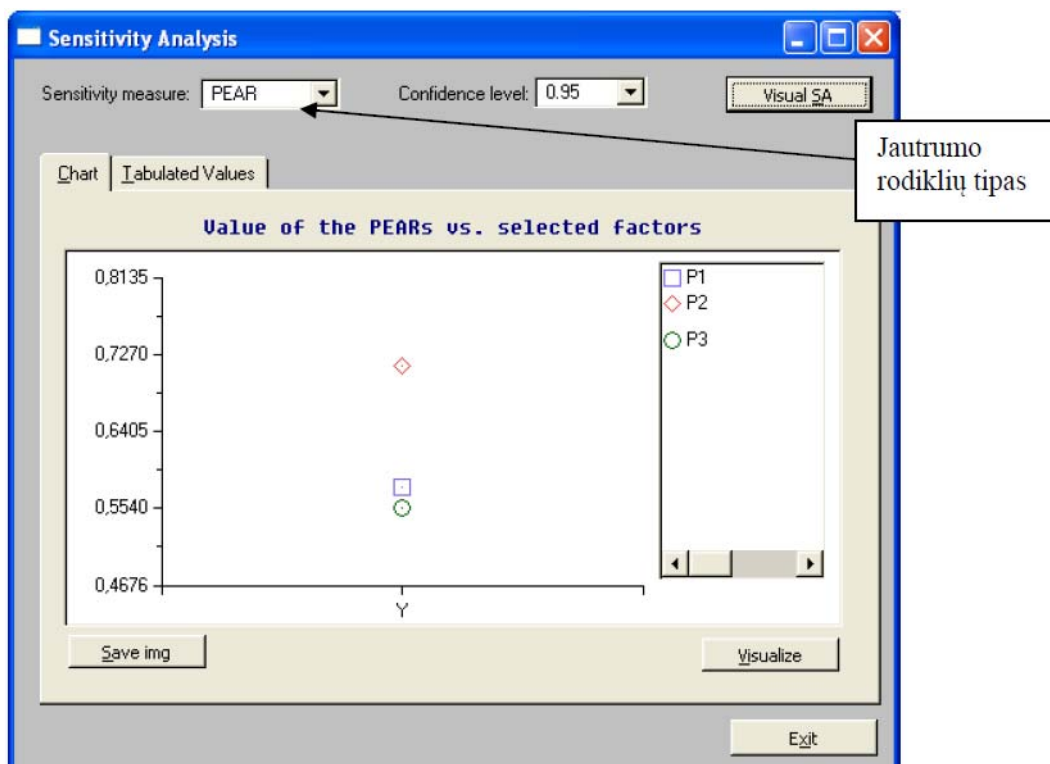 Sensitivity Analysis
Sensitivity measure: PEAR Confidence level: 0.95 Visual SA
Jautrumo
rodiklių tipas
Chart Tabulated Values
Value of the PEARs vs. selected factors
0,8135
0,7270
0,6405
0,5540
0,4676
Y
P1
P2
P3
Save img Visualize
Exit